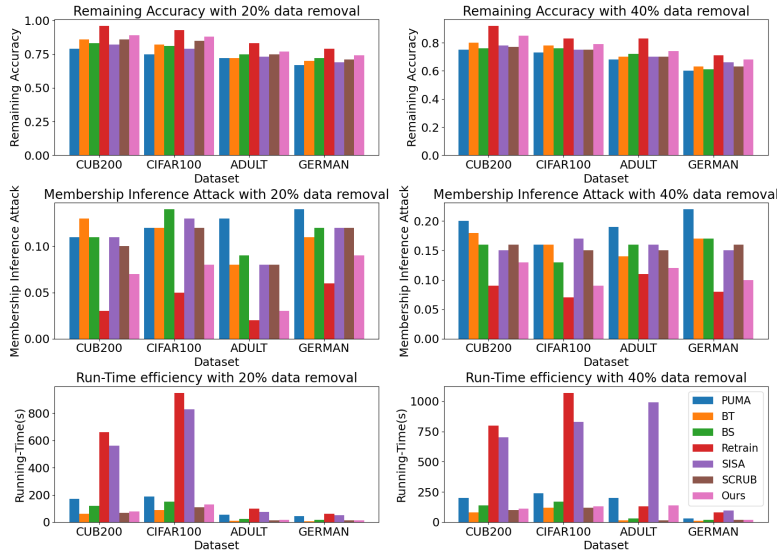 Remaining Accuracy with 20% data removal
Remaining Accuracy
1.00
0.75
0.50
0.25
0.00
CUB200 CIFAR100 ADULT GERMAN
Dataset
Remaining Accuracy with 40% data removal
Remaining Accuracy
0.8
0.6
0.4
0.2
0.0
CUB200 CIFAR100 ADULT GERMAN
Dataset
Membership Inference Attack with 20% data removal
Membership Inference Attack
0.10
0.05
0.00
CUB200 CIFAR100 ADULT GERMAN
Dataset
Membership Inference Attack with 40% data removal
Membership Inference Attack
0.20
0.15
0.10
0.05
0.00
CUB200 CIFAR100 ADULT GERMAN
Dataset
Run-Time efficiency with 20% data removal
Running-Time(s)
800
600
400
200
0
CUB200 CIFAR100 ADULT GERMAN
Dataset
Run-Time efficiency with 40% data removal
Running-Time(s)
1000
750
500
250
0
CUB200 CIFAR100 ADULT GERMAN
Dataset
PUMA
BT
BS
Retrain
SISA
SCRUB
Ours